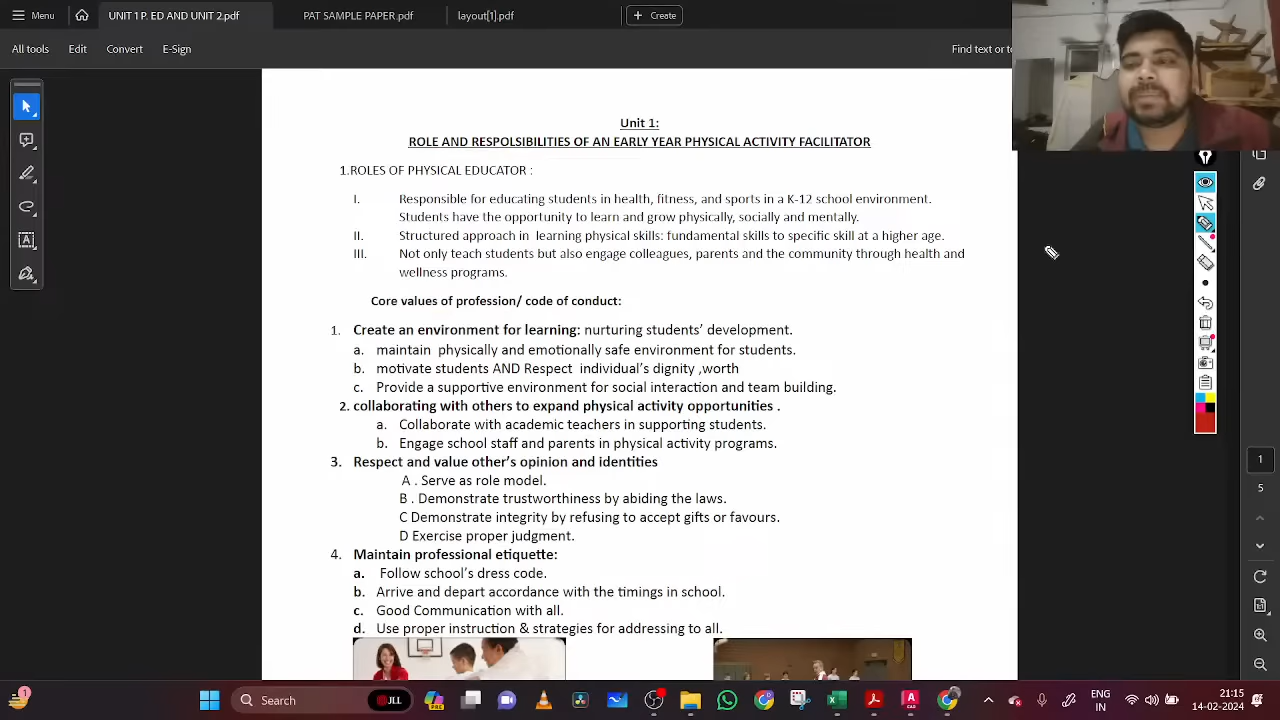 Menu
UNIT 1 P. ED AND UNIT 2.pdf
PAT SAMPLE PAPER.pdf
layout[1].pdf
Create
All tools Edit Convert E-Sign
Find text or to
Unit 1:
ROLE AND RESPOLSIBILITIES OF AN EARLY YEAR PHYSICAL ACTIVITY FACILITATOR
1.ROLES OF PHYSICAL EDUCATOR :
I. Responsible for educating students in health, fitness, and sports in a K-12 school environment.
Students have the opportunity to learn and grow physically, socially and mentally.
II. Structured approach in learning physical skills: fundamental skills to specific skill at a higher age.
III. Not only teach students but also engage colleagues, parents and the community through health and
wellness programs.
Core values of profession/ code of conduct:
1. Create an environment for learning: nurturing students' development.
a. maintain physically and emotionally safe environment for students.
b. motivate students AND Respect individual's dignity ,worth
c. Provide a supportive environment for social interaction and team building.
2. collaborating with others to expand physical activity opportunities .
a. Collaborate with academic teachers in supporting students.
b. Engage school staff and parents in physical activity programs.
3. Respect and value other's opinion and identities
A . Serve as role model.
B . Demonstrate trustworthiness by abiding the laws.
C Demonstrate integrity by refusing to accept gifts or favours.
D Exercise proper judgment.
4. Maintain professional etiquette:
a. Follow school's dress code.
b. Arrive and depart accordance with the timings in school.
c. Good Communication with all.
d. Use proper instruction & strategies for addressing to all.
1
5
1
Search
JLL
PRE
CAD
ENG
IN
21:15
14-02-2024